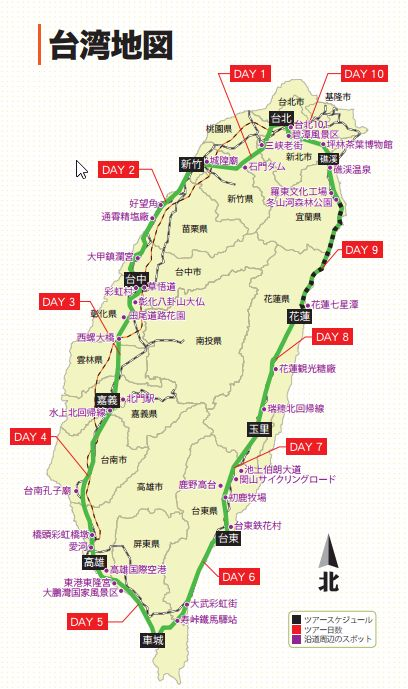 台湾地図
DAY 1
DAY 10
基隆市
台北市
台北
台北101
桃園県
碧潭風景区
三峡老街
坪林茶葉博物館
新北市
新竹
城隍廟
石門ダム
礁溪
礁渓温泉
DAY 2
羅東文化工場
冬山河森林公園
好望角
新竹県
宜蘭県
通霄精塩廠
苗栗県
DAY 9
大甲鎮瀾宮
台中市
台中
草悟道
彩虹村
彰化八卦山大仏
花蓮県
花蓮七星潭
DAY 3
彰化県
虫尾道路花園
花蓮
西螺大橋
DAY 8
南投県
雲林県
花蓮観光糖廠
嘉義
北門駅
水上北回帰線
嘉義県
瑞穂北回帰線
玉里
DAY 4
DAY 7
台南市
池上伯朗大道
関山サイクリングロード
台南孔子廟
高雄市
鹿野高台
初鹿牧場
台東県
台東鉄花村
橋頭彩虹橋墩
台東
愛河
屏東県
高雄
高雄国際空港
DAY 6
東港東隆宮
大鵬灣国家風景区
大武彩虹街
DAY 5
寿峠鐵馬驛站
車城
北
ツアースケジュール
ツアー日数
沿道周辺のスポット